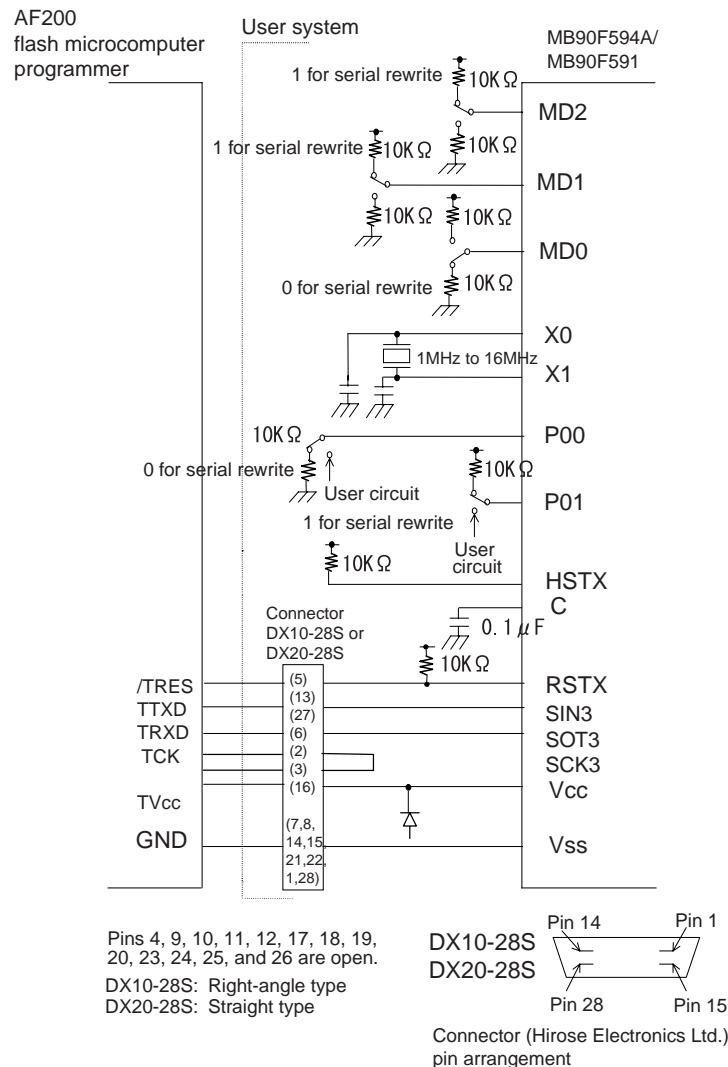 AF200
flash microcomputer
programmer
User system
MB90F594A/
MB90F591
1 for serial rewrite
10KΩ
MD2
10KΩ
1 for serial rewrite
10KΩ
MD1
10KΩ
10KΩ
MD0
0 for serial rewrite
10KΩ
X0
1MHz to 16MHz
X1
10KΩ
P00
0 for serial rewrite
User circuit
10KΩ
P01
1 for serial rewrite
User
circuit
10KΩ
HSTX
C
0.1μF
Connector
DX10-28S or
DX20-28S
10KΩ
/TRES
(5)
RSTX
TTXD
(13)
SIN3
TRXD
(27)
SOT3
TCK
(6)
SCK3
(2)
(3)
TVcc
(16)
Vcc
GND
(7,8,
14,15,
21,22,
1,28)
Vss
Pins 4, 9, 10, 11, 12, 17, 18, 19,
20, 23, 24, 25, and 26 are open.
DX10-28S: Right-angle type
DX20-28S: Straight type
DX10-28S
DX20-28S
Pin 14
Pin 1
Pin 28
Pin 15
Connector (Hirose Electronics Ltd.)
pin arrangement